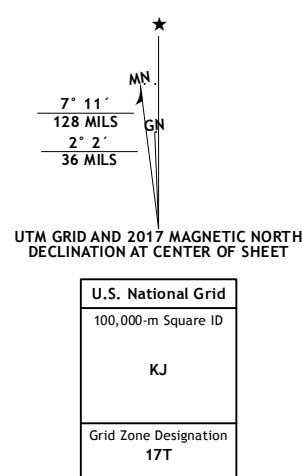 MN
7° 11´
128 MILS
GN
2° 2´
36 MILS
UTM GRID AND 2017 MAGNETIC NORTH
DECLINATION AT CENTER OF SHEET
U.S. National Grid
100,000-m Square ID
KJ
Grid Zone Designation
17T